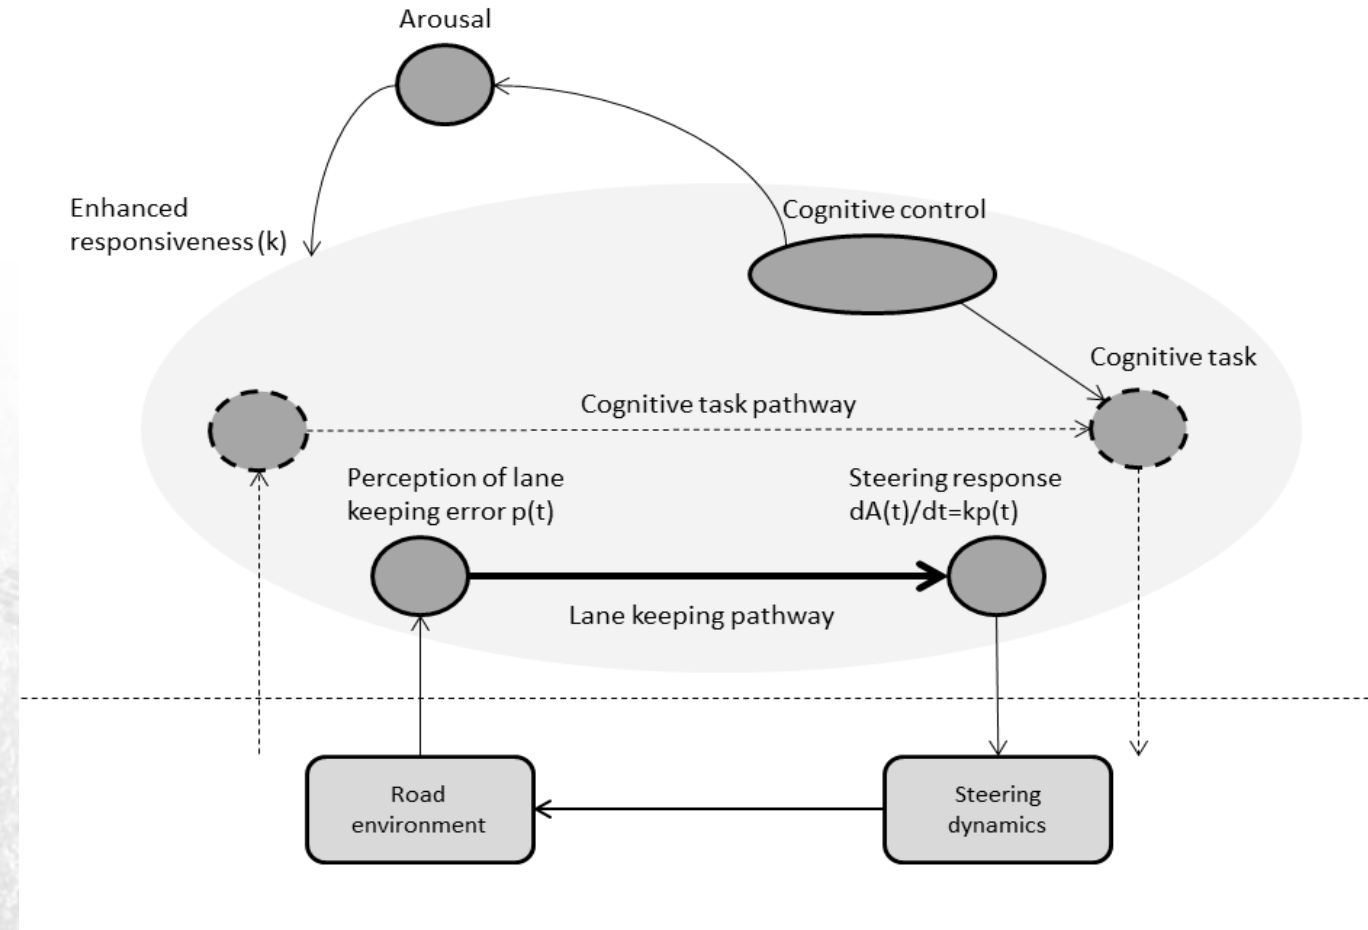 Arousal
Enhanced
responsiveness (k)
Cognitive control
Cognitive task
Cognitive task pathway
Perception of lane
keeping error p(t)
Steering response
dA(t)/dt=kp(t)
Lane keeping pathway
Road
environment
Steering
dynamics